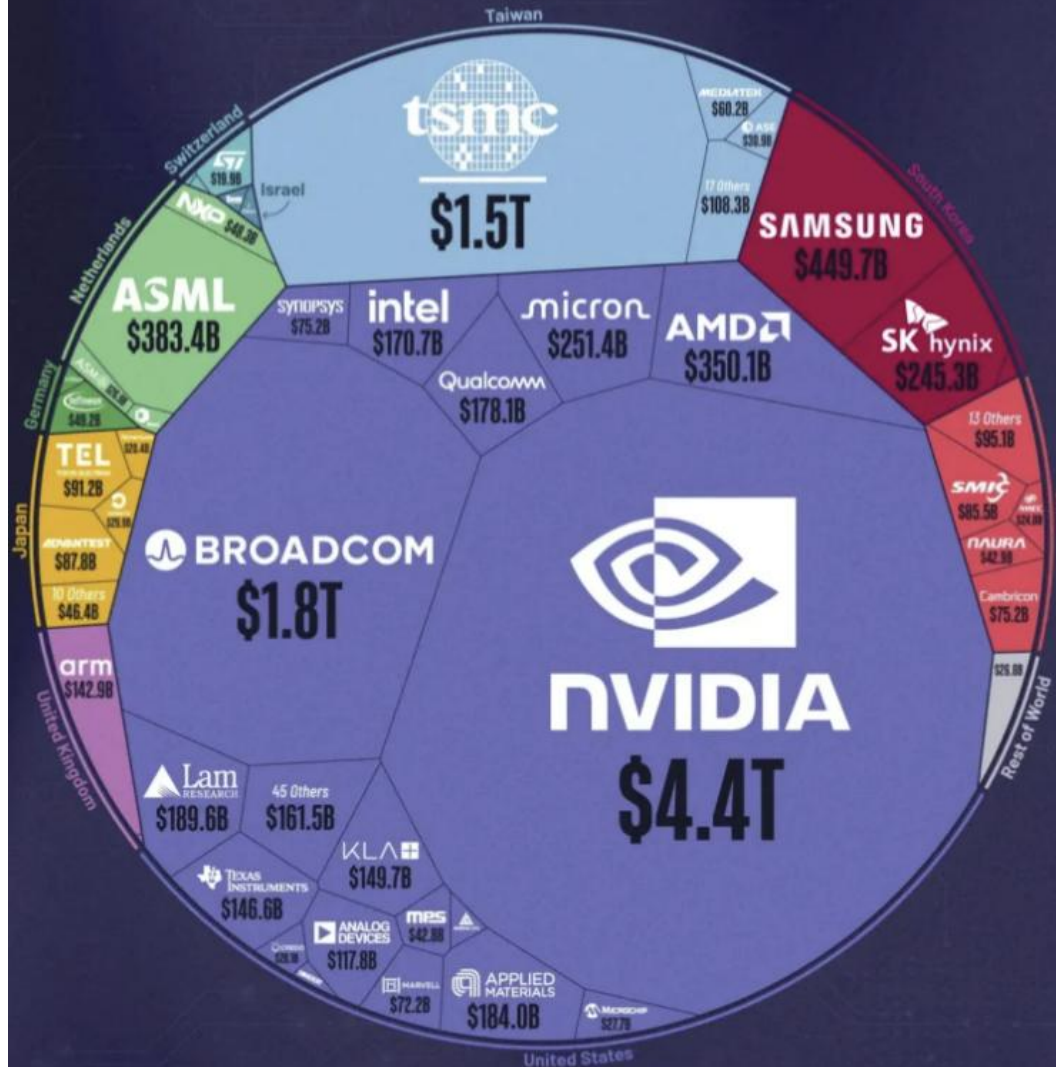 Taiwan
tsmc
$1.5T
MEDIATEK
$60.2B
ASE
$30.9B
17 Others
$108.3B
Switzerland
ST
$19.9B
Israel
South Korea
SAMSUNG
$449.7B
SK hynix
$245.3B
Netherlands
NXP
$48.3B
ASML
$383.4B
ASM
Germany
Infineon
$49.2B
SYNOPSYS
$75.2B
intel
$170.7B
Qualcomm
$178.1B
micron
$251.4B
AMD
$350.1B
Japan
TEL
$91.2B
ADVANTEST
$87.8B
10 Others
$46.4B
BROADCOM
$1.8T
NVIDIA
$4.4T
13 Others
$95.1B
SMIC
$85.5B
NAURA
$42.9B
Cambricon
$75.2B
Rest of World
United Kingdom
arm
$142.9B
Lam
RESEARCH
$189.6B
45 Others
$161.5B
KLA
$149.7B
TEXAS
INSTRUMENTS
$146.6B
ANALOG
DEVICES
$117.8B
mps
$42.8B
MARVELL
$72.2B
APPLIED
MATERIALS
$184.0B
MICROCHIP
$27.7B
United States